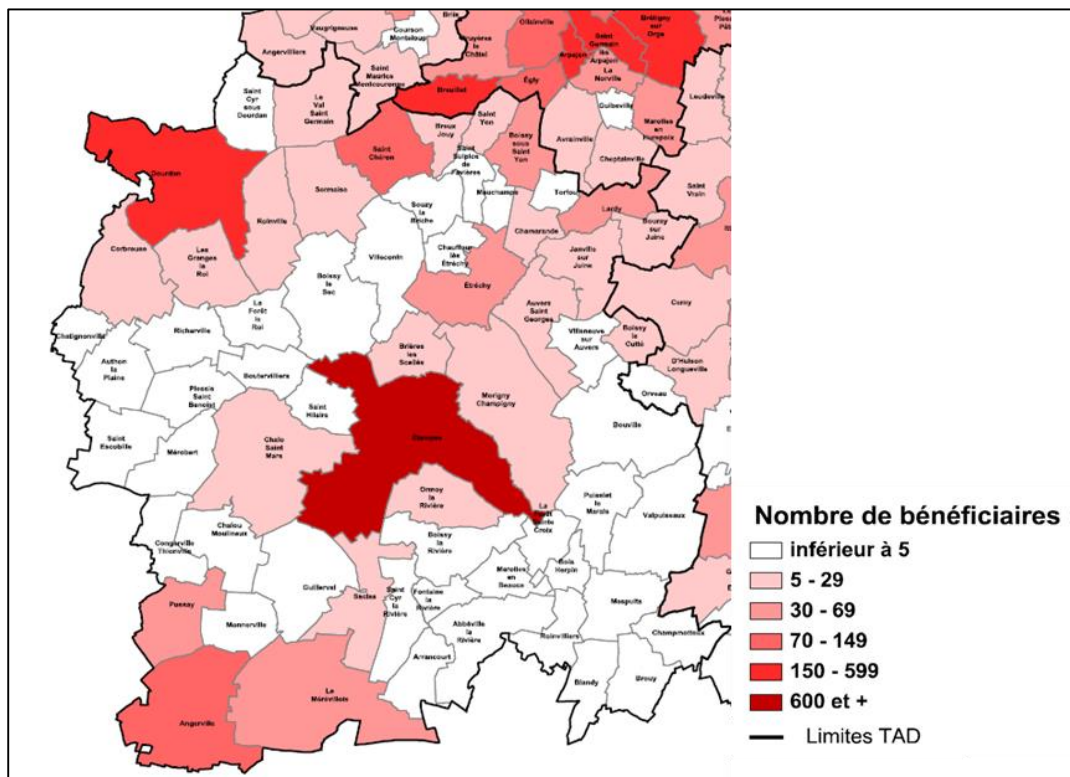 Briis
Courson
Monteloup
Vaugrigneuse
Angervilliers
Bruyères
le
Châtel
Ollainville
Brétigny
sur
Orge
Saint
Germain
lès
Arpajon
Arpajon
La
Norville
Leudeville
Saint
Maurice
Montcouronne
Saint
Cyr
sous
Dourdan
Le
Val
Saint
Germain
Breuillet
Égly
Guibeville
Marolles
en
Hurepoix
Avrainville
Cheptainville
Breux
Jouy
Saint
Yon
Boissy
sous
Saint
Yon
Saint
Chéron
Saint
Sulpice
de
Favières
Mauchamps
Torfou
Saint
Vrain
Dourdan
Sermaise
Roinville
Souzy
la
Briche
Lardy
Bouray
sur
Juine
Chamarande
Janville
sur
Juine
Corbreuse
Les
Granges
le
Roi
Villeconin
Chauffour
lès
Étréchy
Boissy
le
Sec
Étréchy
Auvers
Saint
Georges
Cerny
La
Forêt
le
Roi
Villeneuve
sur
Auvers
Boissy
le
Cutté
Chatignonville
Richarville
Brières
les
Scellés
D'Huison
Longueville
Authon
la
Plaine
Boutervilliers
Plessis
Saint
Benoist
Orveau
Morigny
Champigny
Saint
Hilaire
Bouville
Saint
Escobille
Mérobert
Chalo
Saint
Mars
Ormoy
la
Rivière
La
Forêt
Sainte
Croix
Puiselet
le
Marais
Valpuiseaux
Chalou
Moulineux
Congerville
Thionville
Boissy
la
Rivière
Bois
Herpin
Marolles
en
Beauce
Guillerval
Saclas
Saint
Cyr
la
Rivière
Fontaine
la
Rivière
Mespuits
Pussay
Monnerville
Abbéville
la
Rivière
Roinvilliers
Champmotteux
Arrancourt
Blandy
Brouy
Le
Mérévillois
Angerville
Nombre de bénéficiaires
inférieur à 5
5 - 29
30 - 69
70 - 149
150 - 599
600 et +
Limites TAD